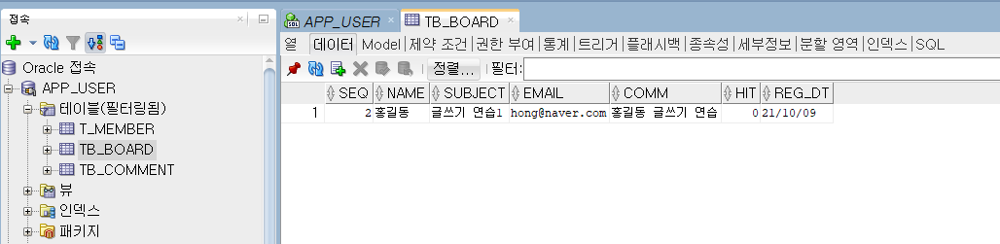 접속
Oracle 접속
APP_USER
테이블(필터링됨)
T_MEMBER
TB_BOARD
TB_COMMENT
뷰
인덱스
패키지
APP_USER TB_BOARD
열 데이터 Model 제약 조건 권한 부여 통계 트리거 플래시백 종속성 세부정보 분할 영역 인덱스 SQL
정렬... 필터:
SEQ NAME SUBJECT EMAIL COMM HIT REG_DT
1 2 홍길동 글쓰기 연습1 hong@naver.com 홍길동 글쓰기 연습 0 21/10/09